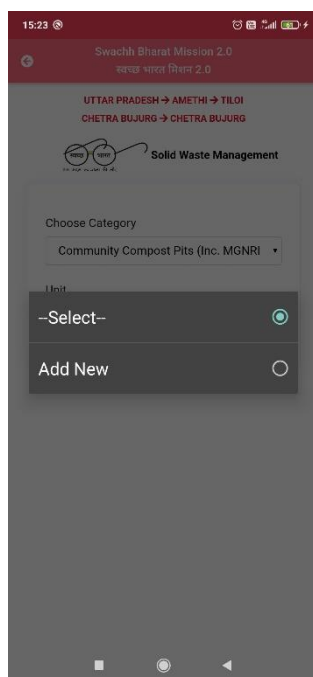 15:23
Swachh Bharat Mission 2.0
स्वच्छ भारत मिशन 2.0
UTTAR PRADESH → AMETHI → TILOI
CHETRA BUJURG → CHETRA BUJURG
स्वच्छ भारत
Solid Waste Management
Choose Category
Community Compost Pits (Inc. MGNRI
Unit
--Select--
Add New